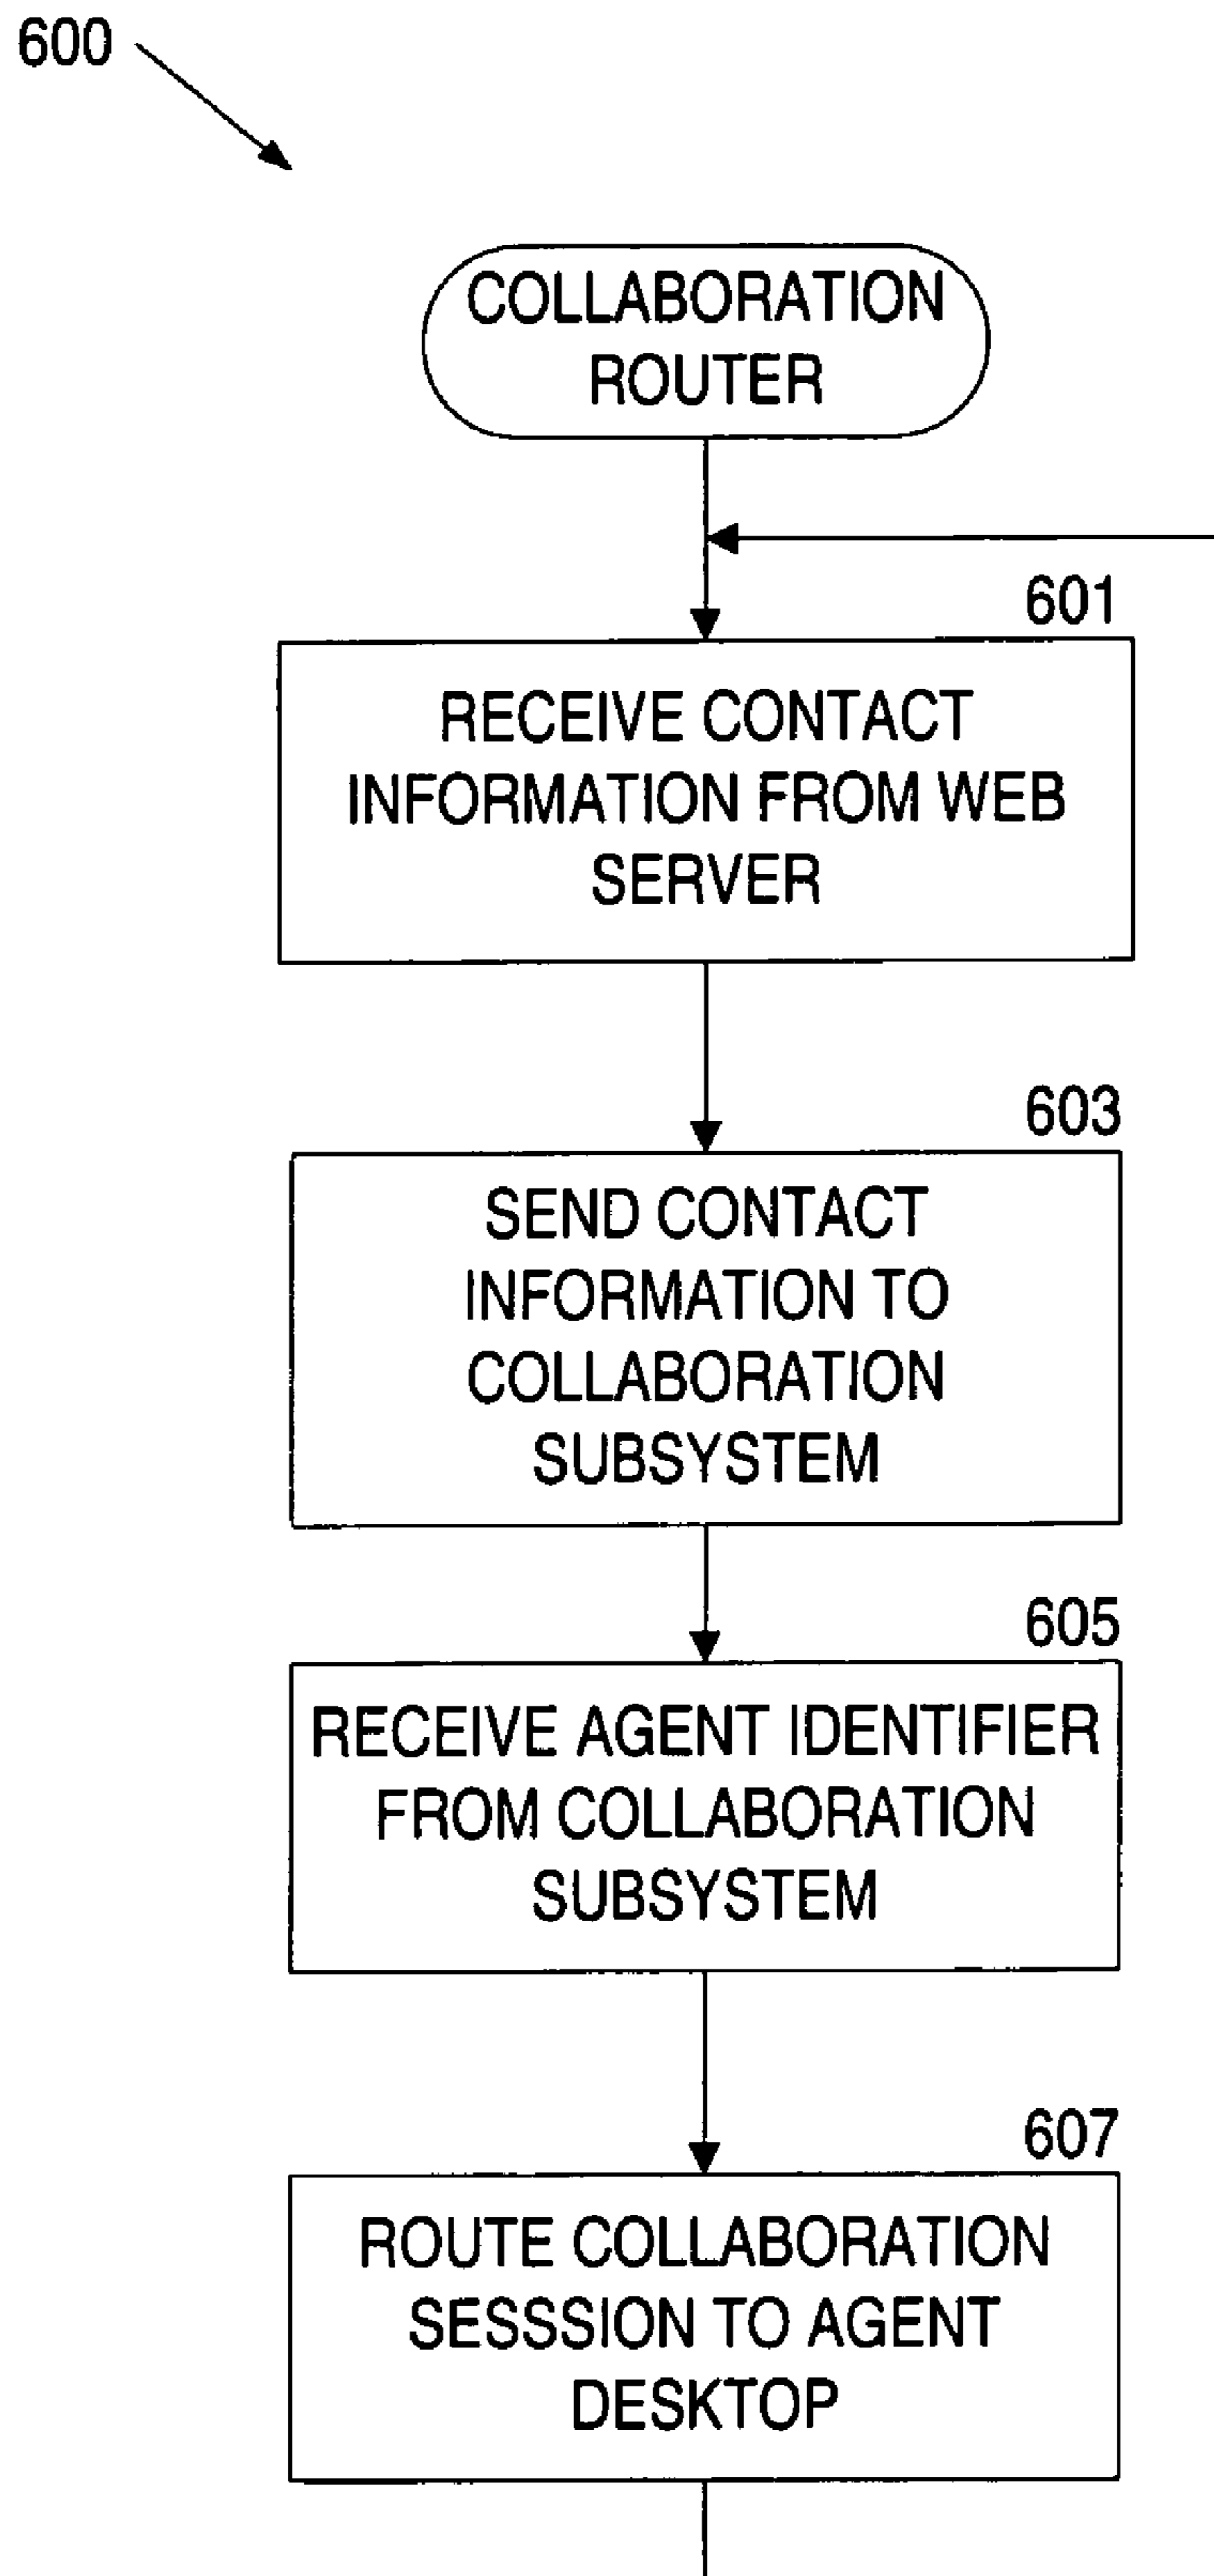 600
COLLABORATION
ROUTER
601
RECEIVE CONTACT
INFORMATION FROM WEB
SERVER
603
SEND CONTACT
INFORMATION TO
COLLABORATION
SUBSYSTEM
605
RECEIVE AGENT IDENTIFIER
FROM COLLABORATION
SUBSYSTEM
607
ROUTE COLLABORATION
SESSSION TO AGENT
DESKTOP